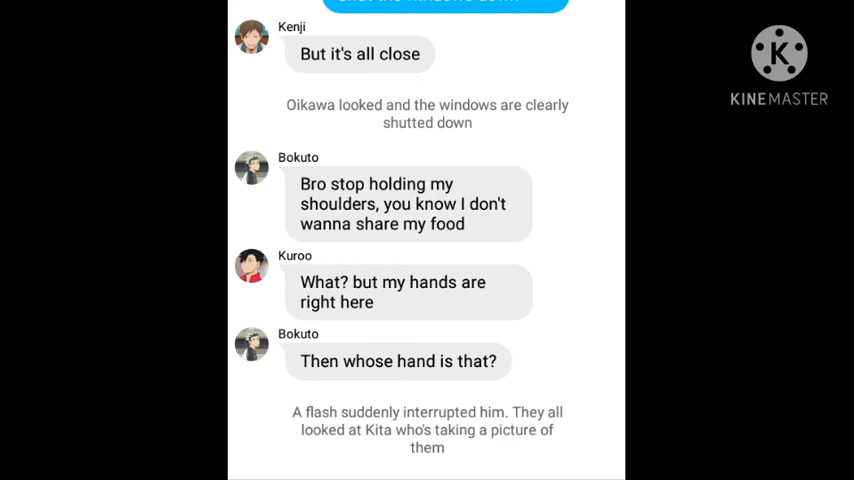 Kenji
But it's all close
Oikawa looked and the windows are clearly
shutted down
Bokuto
Bro stop holding my
shoulders, you know I don't
wanna share my food
Kuroo
What? but my hands are
right here
Bokuto
Then whose hand is that?
A flash suddenly interrupted him. They all
looked at Kita who's taking a picture of
them
K
KINEMASTER